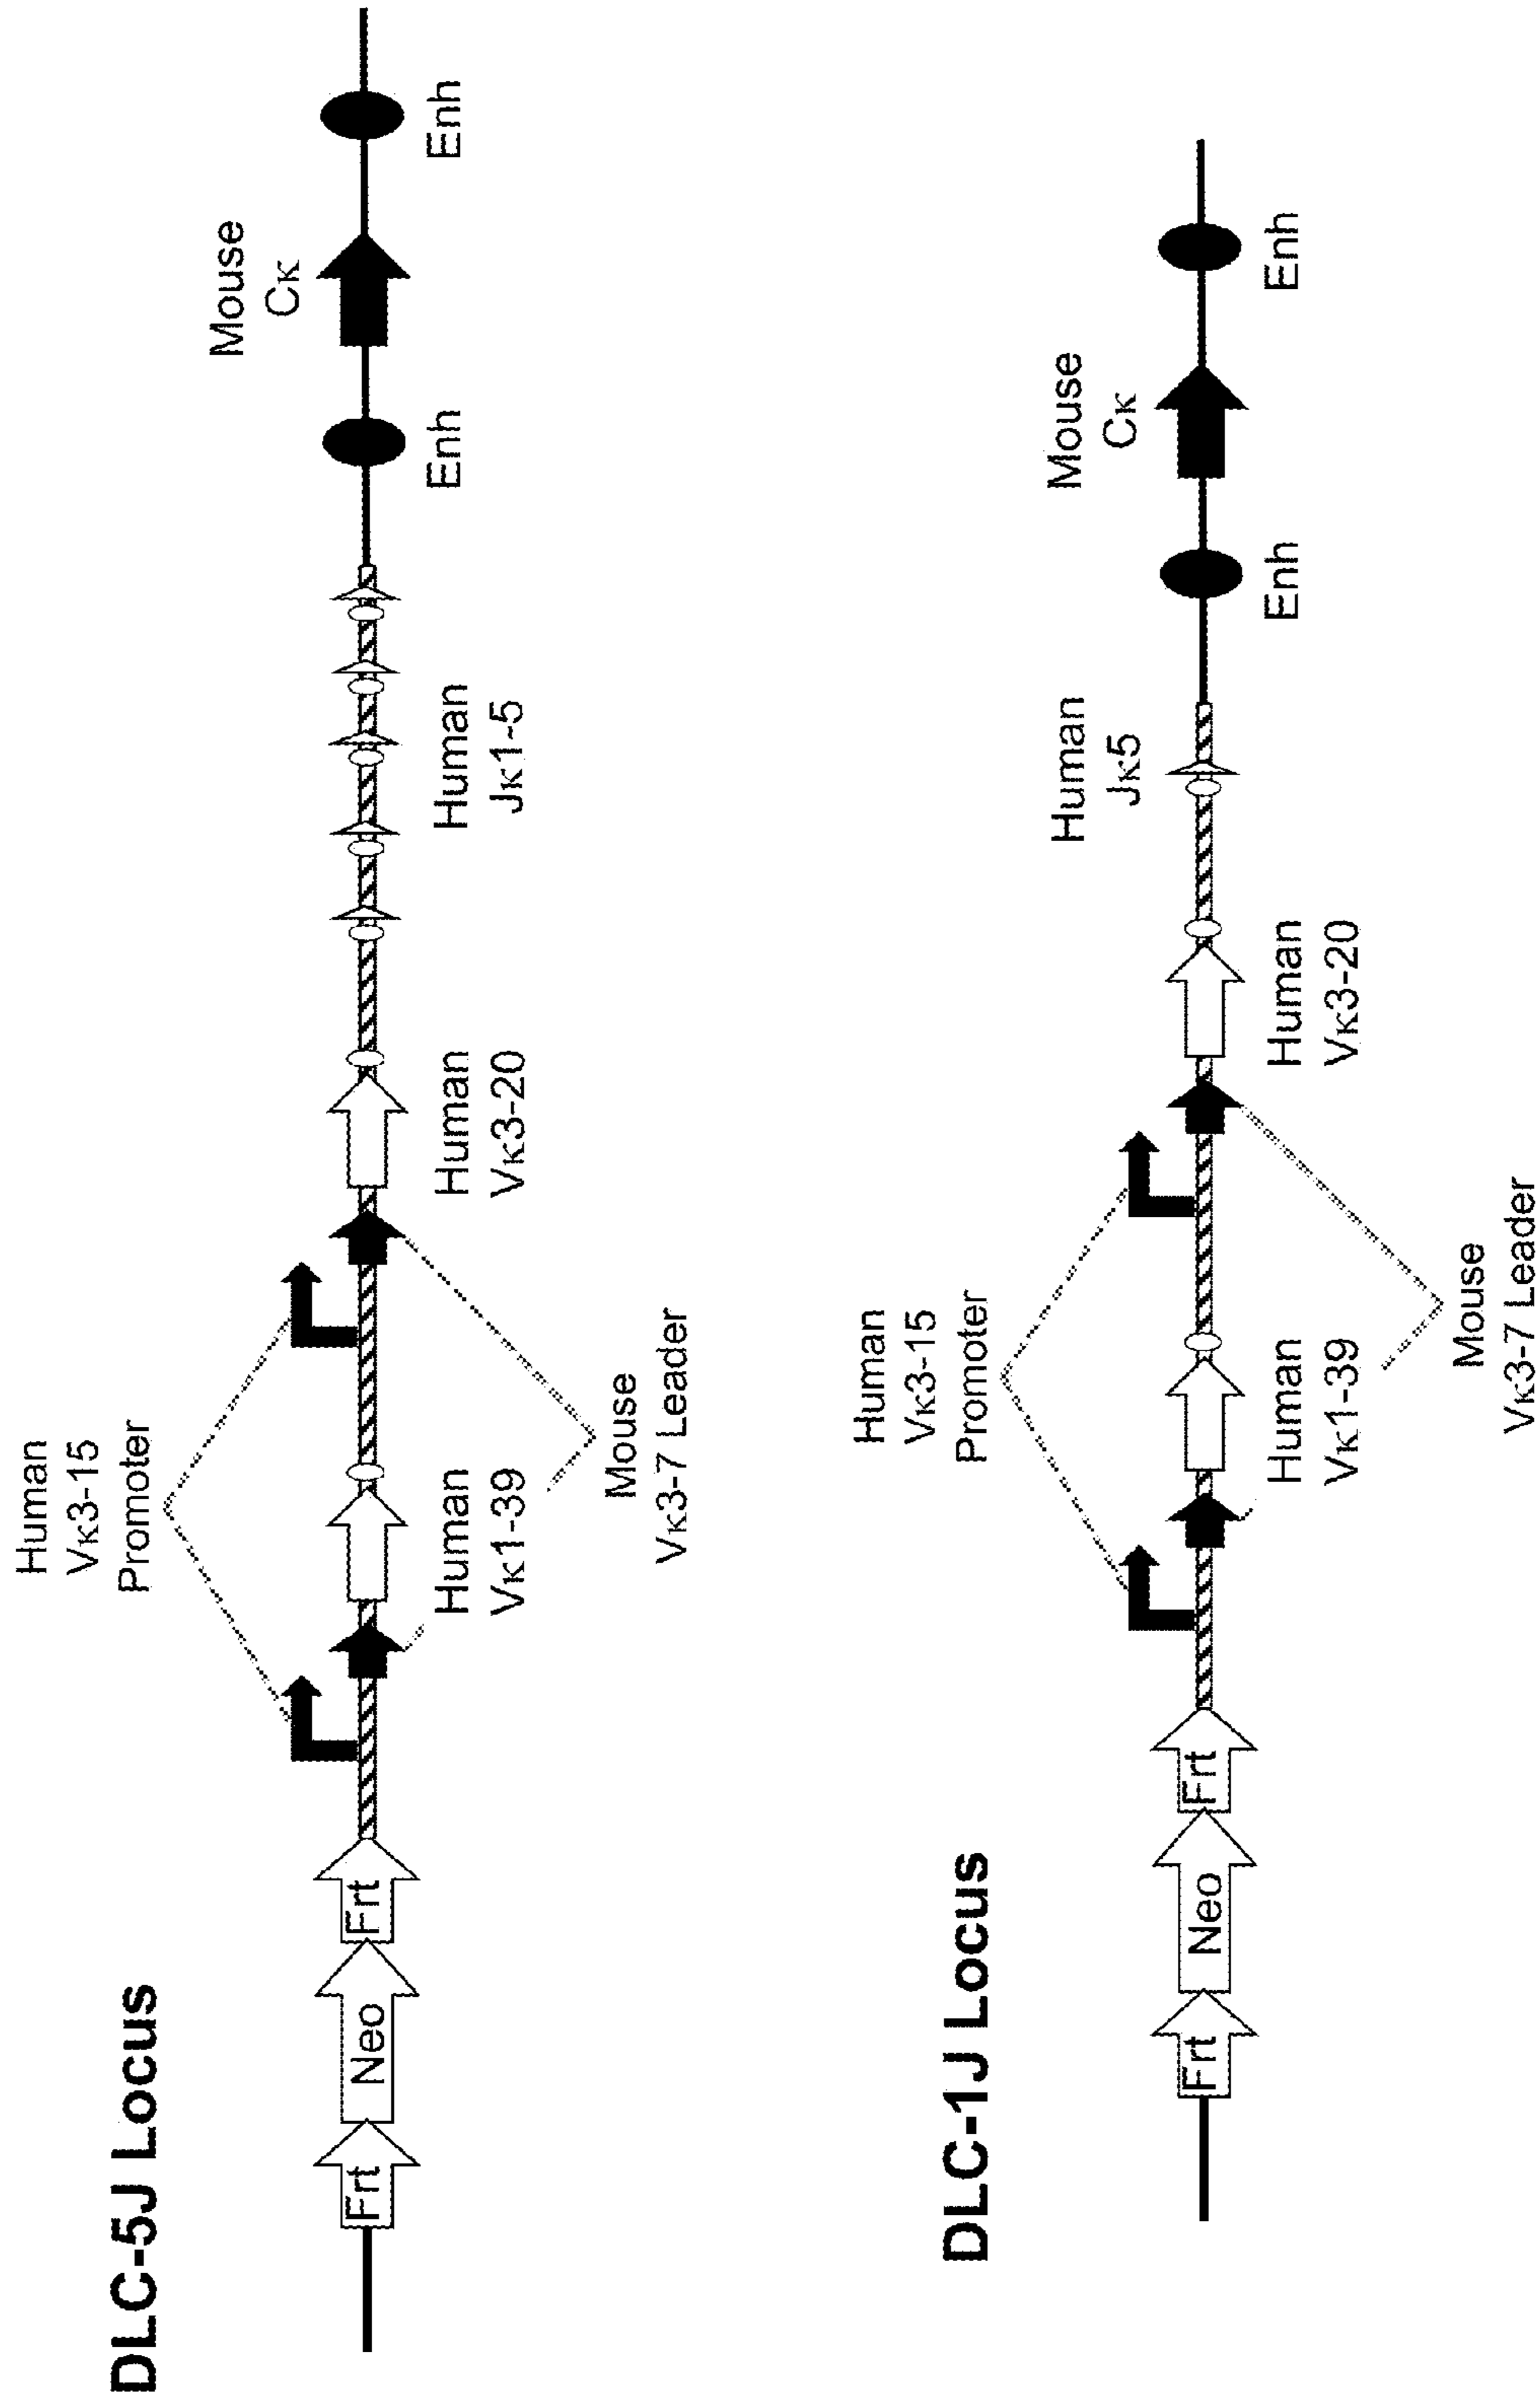 DLC-5J Locus
Human
Vκ3-15
Promoter
Mouse
Cκ
Frt
Neo
Frt
Human
Vκ1-39
Human
Vκ3-20
Human
Jκ1-5
Enh
Enh
Mouse
Vκ3-7 Leader
DLC-1J Locus
Human
Vκ3-15
Promoter
Human
Jκ5
Mouse
Cκ
Frt
Neo
Frt
Human
Vκ1-39
Human
Vκ3-20
Enh
Enh
Mouse
Vκ3-7 Leader